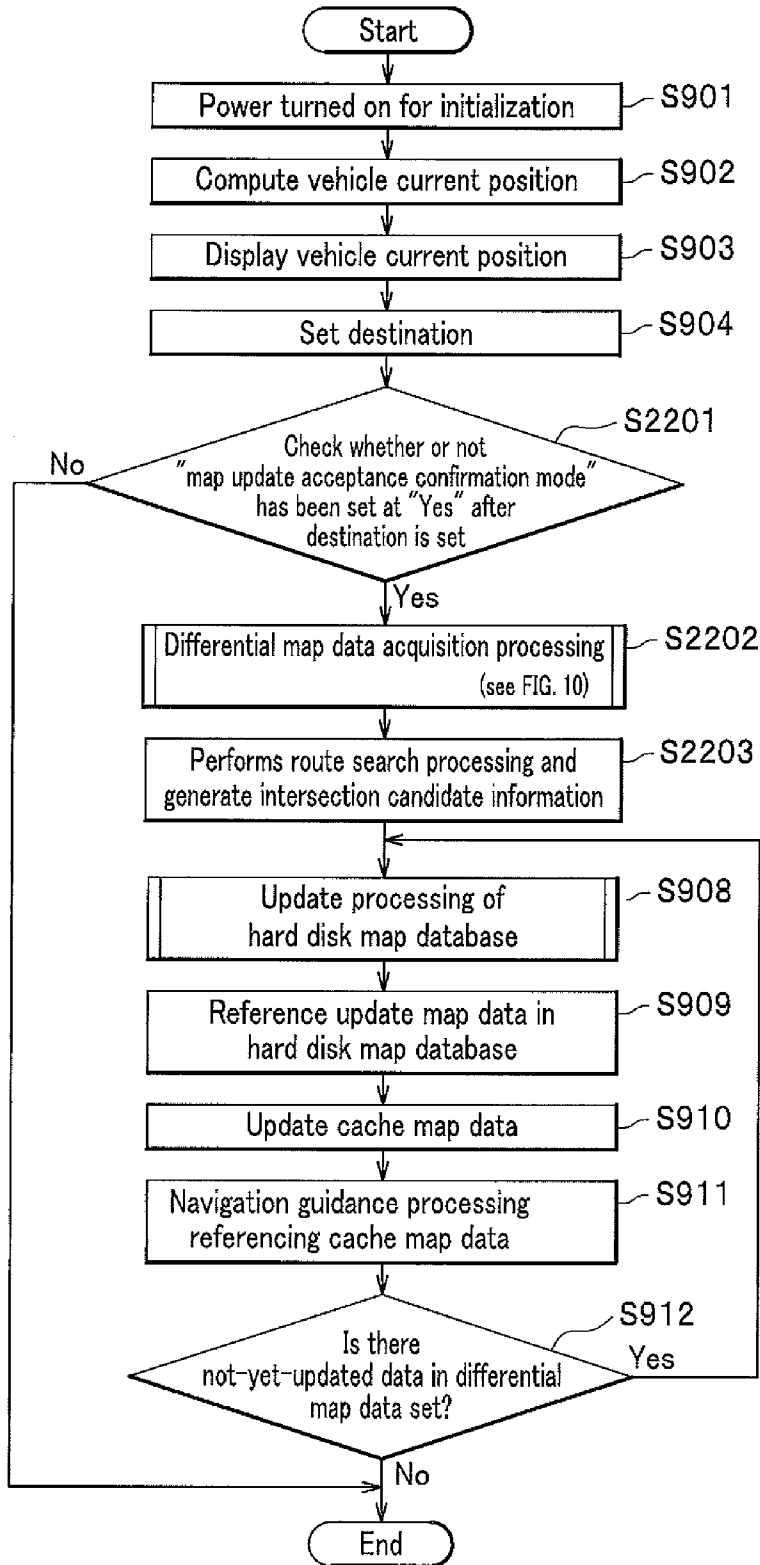 Start
Power turned on for initialization
S901
Compute vehicle current position
S902
Display vehicle current position
S903
Set destination
S904
S2201
No
Check whether or not
"map update acceptance confirmation mode"
has been set at "Yes" after
destination is set
Yes
Differential map data acquisition processing
(see FIG. 10)
S2202
Performs route search processing and
generate intersection candidate information
S2203
Update processing of
hard disk map database
S908
Reference update map data in
hard disk map database
S909
Update cache map data
S910
Navigation guidance processing
referencing cache map data
S911
S912
Is there
not-yet-updated data in differential
map data set?
Yes
No
End